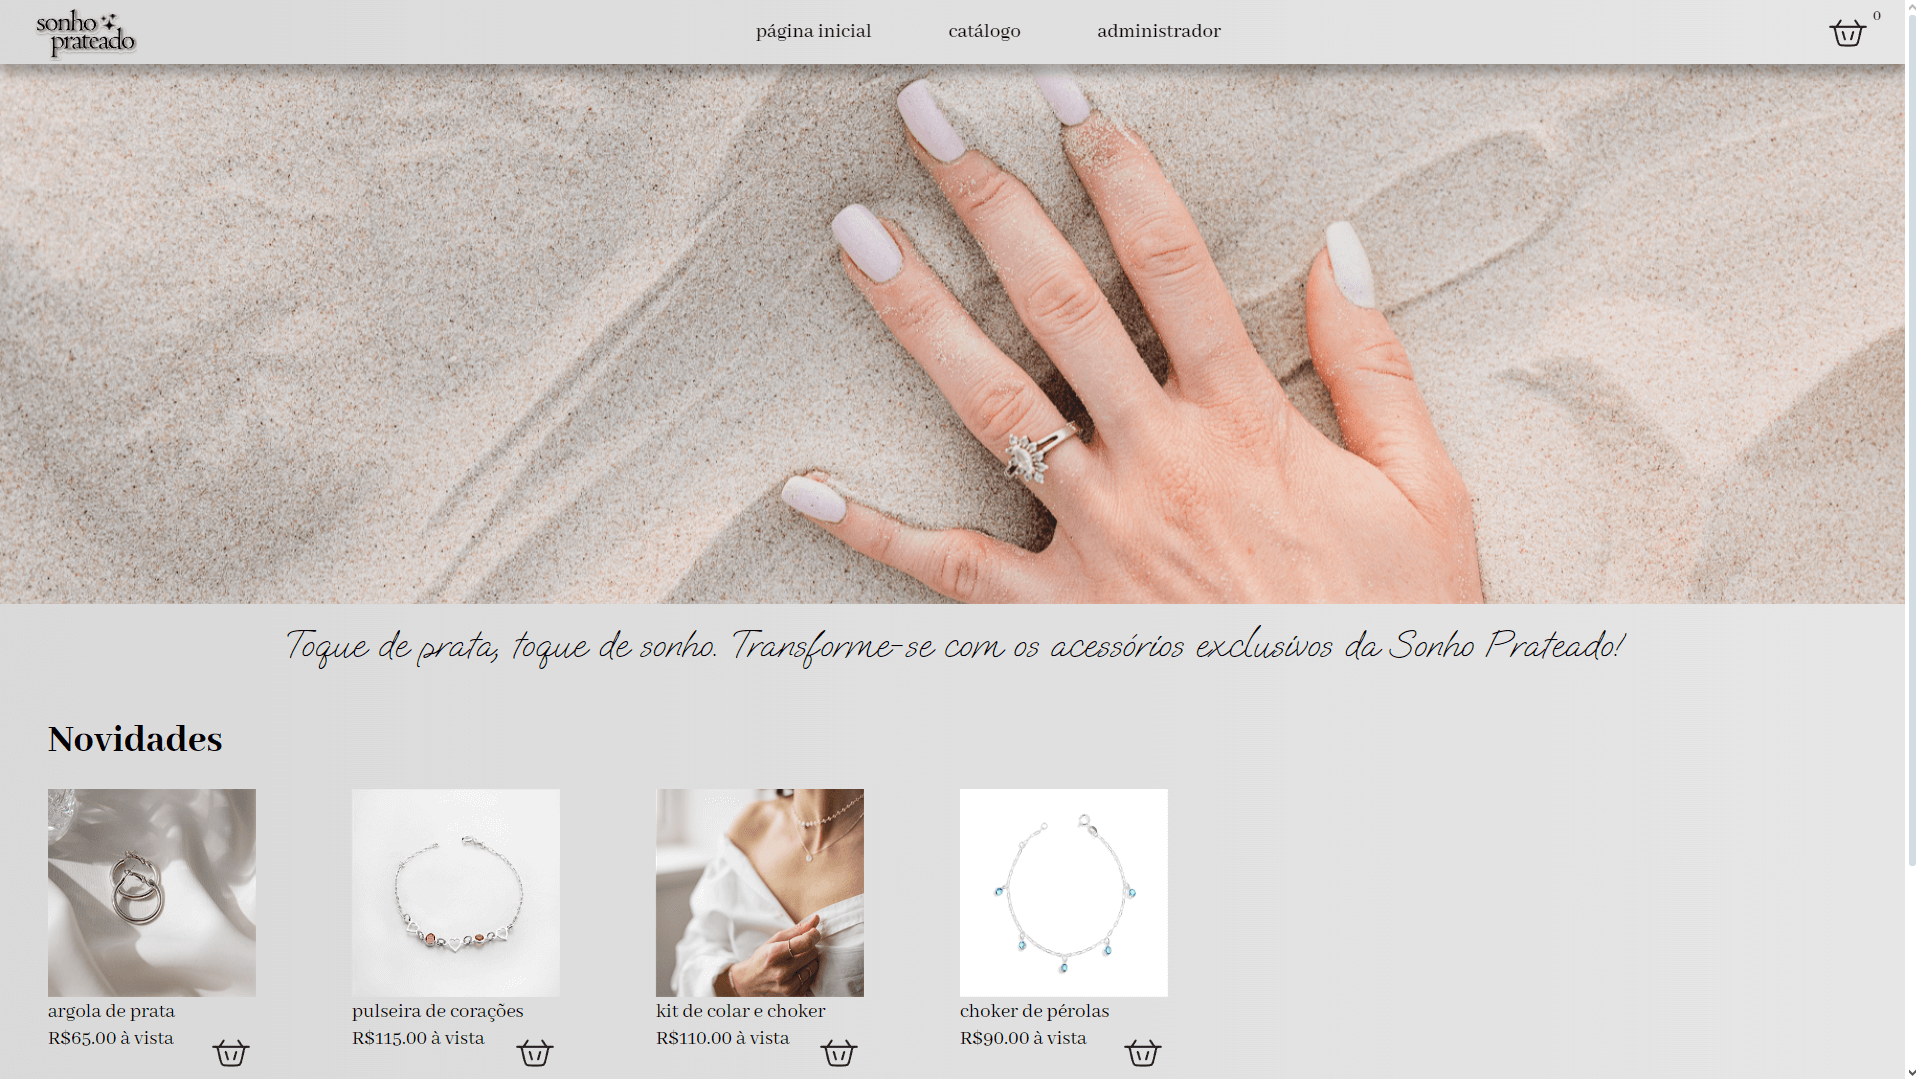 sonho
prateado
página inicial
catálogo
administrador
0
Toque de prata, toque de sonho. Transforme-se com os acessórios exclusivos da Sonho Prateado!
Novidades
argola de prata
R$65.00 à vista
pulseira de corações
R$115.00 à vista
kit de colar e choker
R$110.00 à vista
choker de pérolas
R$90.00 à vista